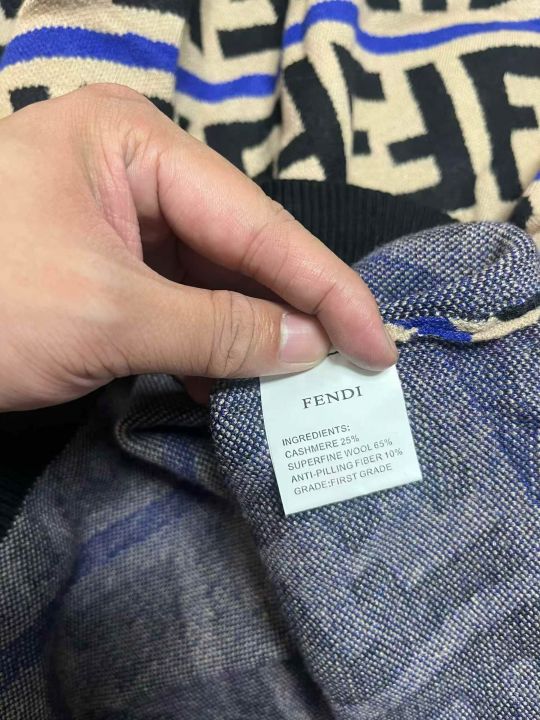 FENDI
INGREDIENTS:
CASHMERE 25%
SUPERFINE WOOL 65%
ANTI-PILLING FIBER 10%
GRADE:FIRST GRADE